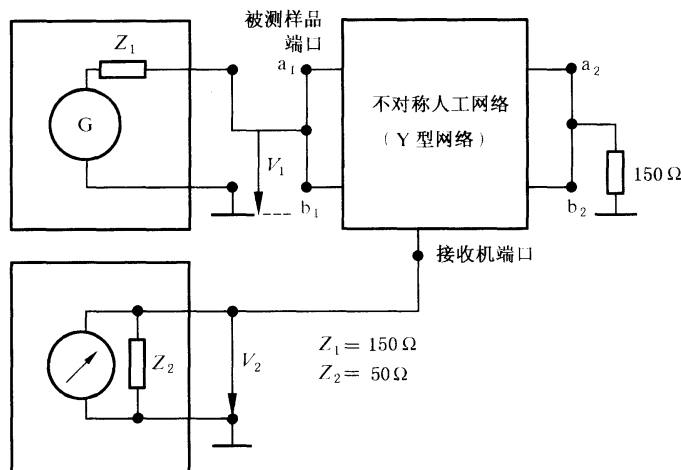 被测样品
端口
Z₁
a₁
a₂
G
不对称人工网络
（Y 型网络）
V₁
150 Ω
b₁
b₂
接收机端口
Z₂
V₂
Z₁ = 150 Ω
Z₂ = 50 Ω